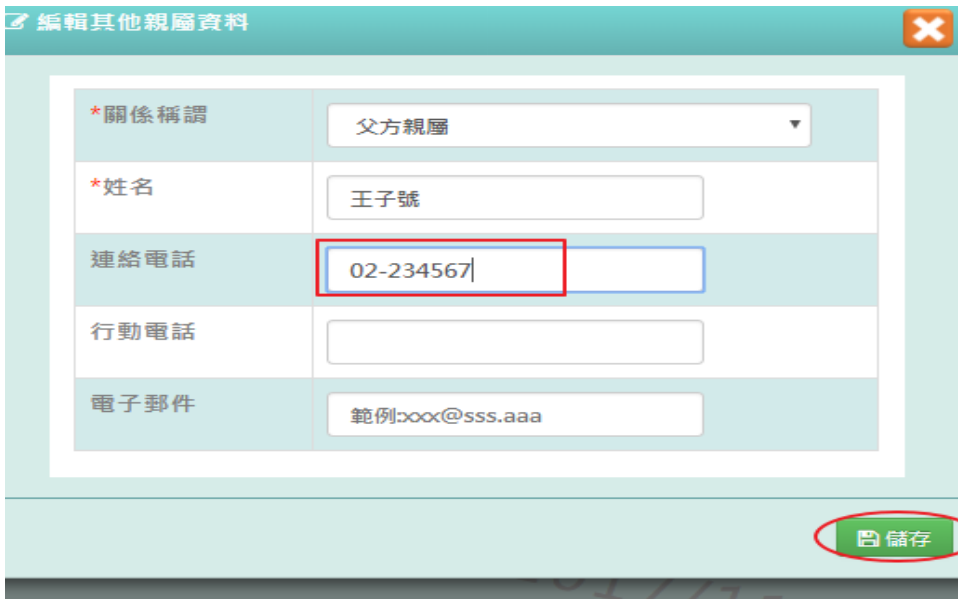 編輯其他親屬資料
*關係稱謂
父方親屬
*姓名
王子號
連絡電話
02-234567
行動電話
電子郵件
範例:xxx@sss.aaa
儲存